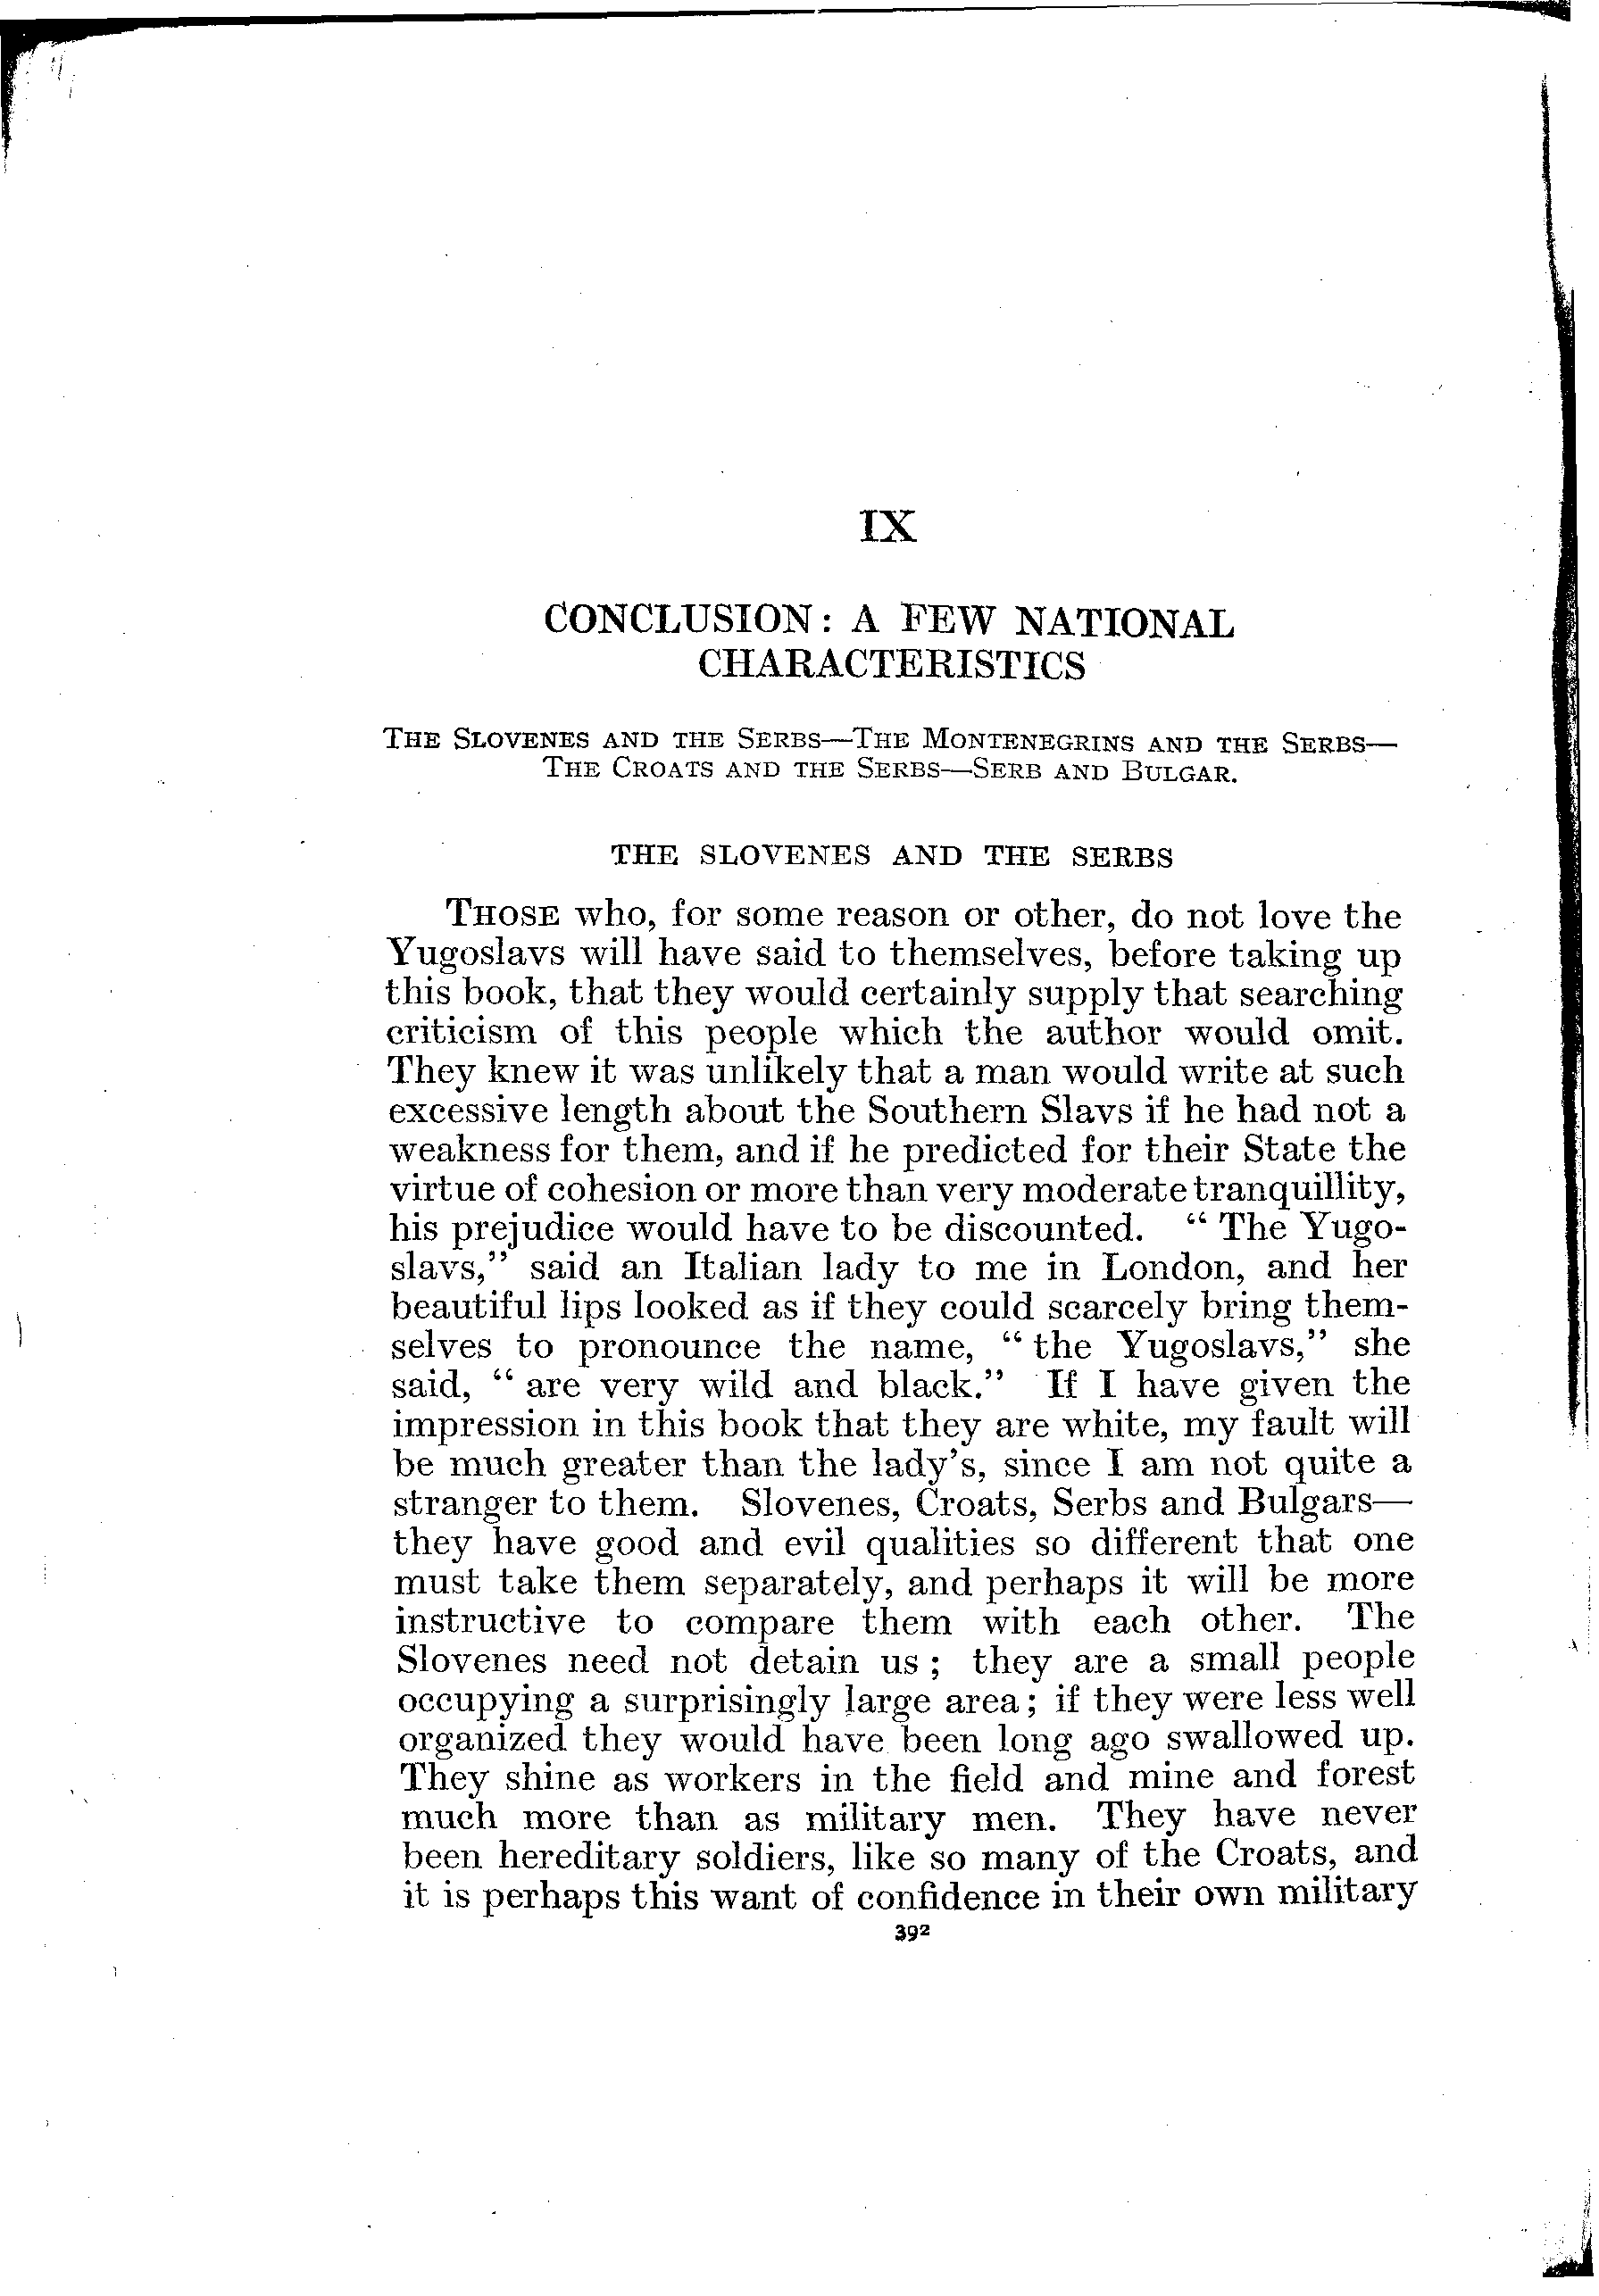 IX
CONCLUSION: A FEW NATIONAL
CHARACTERISTICS
THE SLOVENES AND THE SERBS—THE MONTENEGRINS AND THE SERBS—
THE CROATS AND THE SERBS—SERB AND BULGAR.
THE SLOVENES AND THE SERBS
THOSE who, for some reason or other, do not love the
Yugoslavs will have said to themselves, before taking up
this book, that they would certainly supply that searching
criticism of this people which the author would omit.
They knew it was unlikely that a man would write at such
excessive length about the Southern Slavs if he had not a
weakness for them, and if he predicted for their State the
virtue of cohesion or more than very moderate tranquillity,
his prejudice would have to be discounted. “ The Yugo-
slavs,” said an Italian lady to me in London, and her
beautiful lips looked as if they could scarcely bring them-
selves to pronounce the name, “ the Yugoslavs,” she
said, “ are very wild and black.” If I have given the
impression in this book that they are white, my fault will
be much greater than the lady’s, since I am not quite a
stranger to them. Slovenes, Croats, Serbs and Bulgars—
they have good and evil qualities so different that one
must take them separately, and perhaps it will be more
instructive to compare them with each other. The
Slovenes need not detain us ; they are a small people
occupying a surprisingly large area ; if they were less well
organized they would have been long ago swallowed up.
They shine as workers in the field and mine and forest
much more than as military men. They have never
been hereditary soldiers, like so many of the Croats, and
it is perhaps this want of confidence in their own military
392